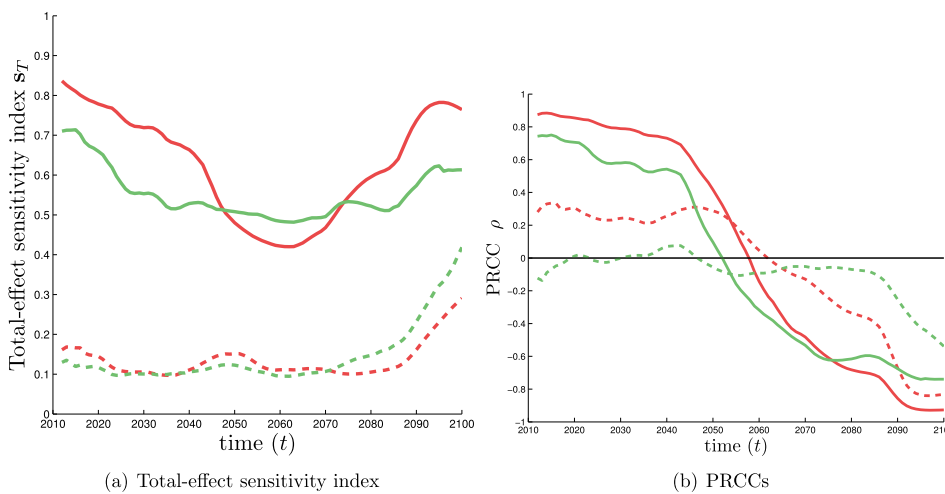 1
0.9
0.8
0.7
0.6
0.5
0.4
0.3
0.2
0.1
0
Total-effect sensitivity index s_T
2010 2020 2030 2040 2050 2060 2070 2080 2090 2100
time (t)
(a) Total-effect sensitivity index
1
0.8
0.6
0.4
0.2
0
−0.2
−0.4
−0.6
−0.8
−1
PRCC ρ
2010 2020 2030 2040 2050 2060 2070 2080 2090 210
time (t)
(b) PRCCs